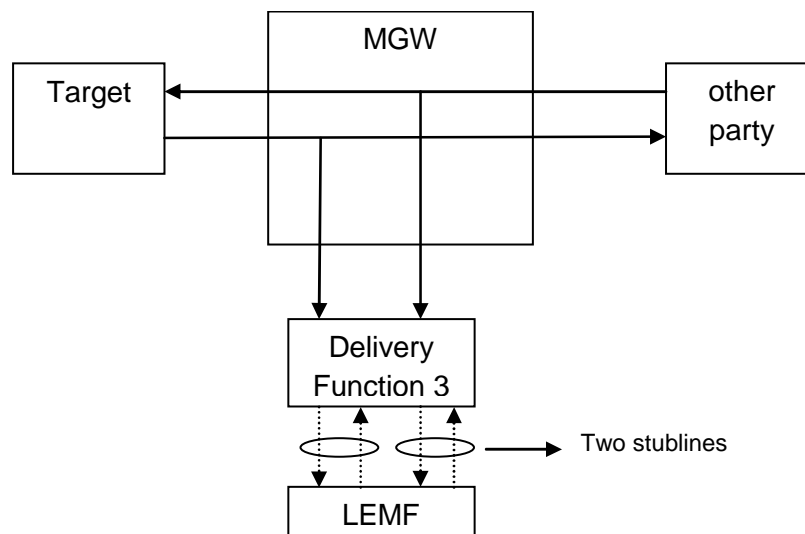 MGW
Target
other
party
Delivery
Function 3
Two stublines
LEMF